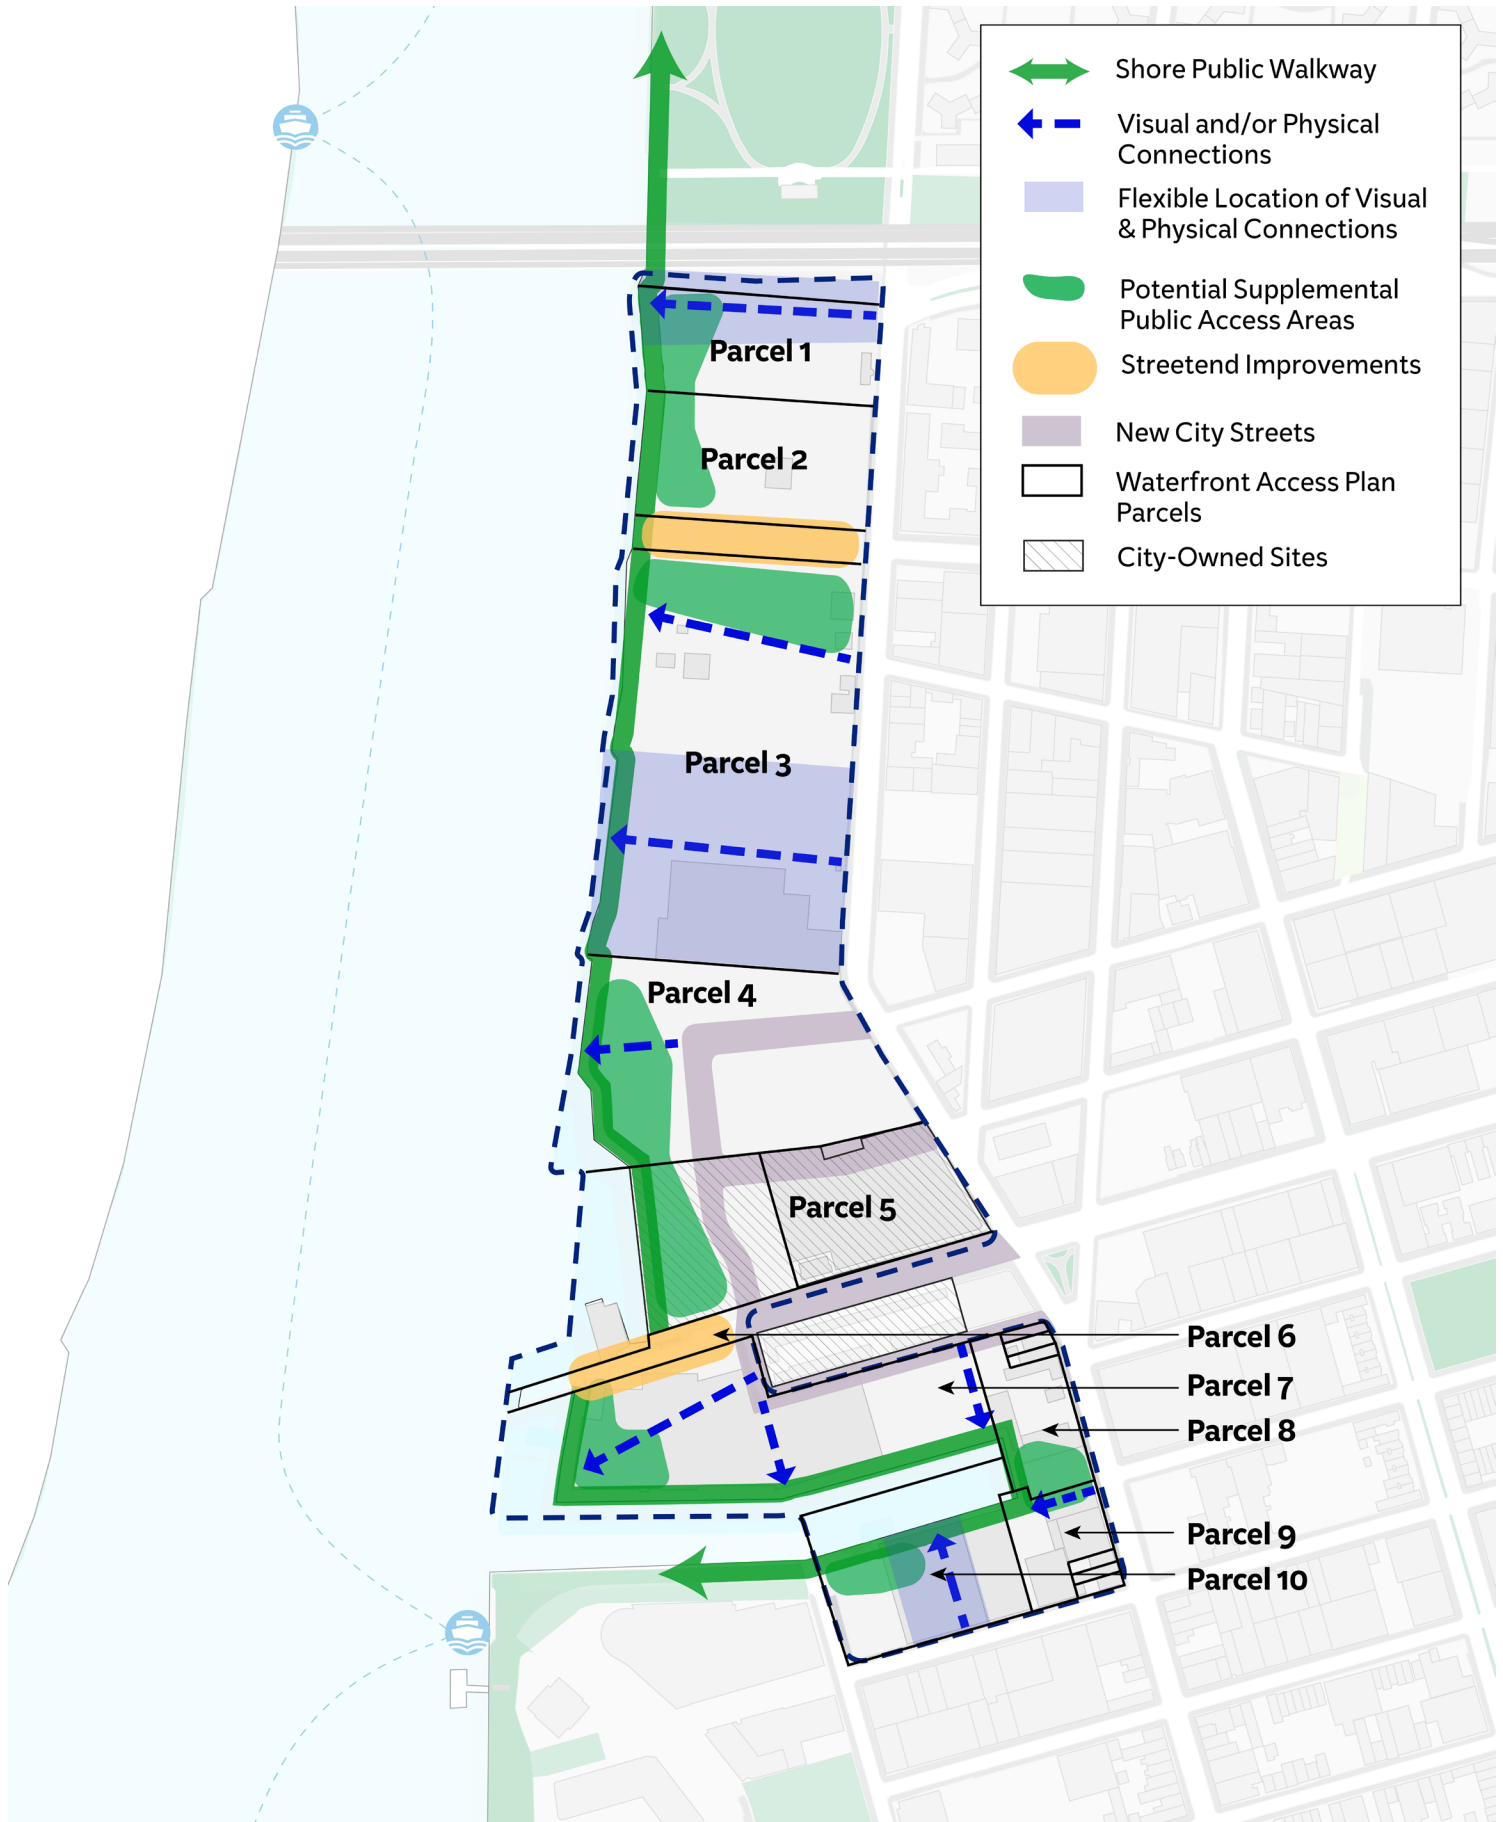 Shore Public Walkway
Visual and/or Physical
Connections
Flexible Location of Visual
& Physical Connections
Potential Supplemental
Public Access Areas
Streetend Improvements
New City Streets
Waterfront Access Plan
Parcels
City-Owned Sites
Parcel 1
Parcel 2
Parcel 3
Parcel 4
Parcel 5
Parcel 6
Parcel 7
Parcel 8
Parcel 9
Parcel 10